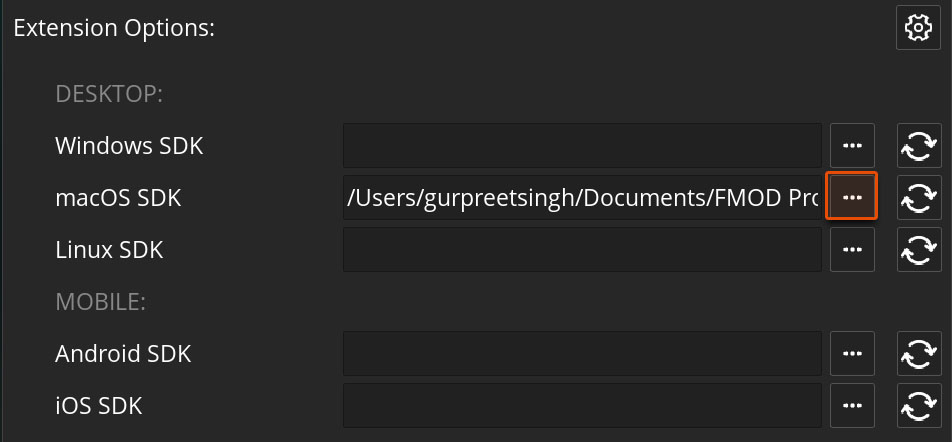 Extension Options:
DESKTOP:
Windows SDK
macOS SDK /Users/gurpreetsingh/Documents/FMOD Pro
Linux SDK
MOBILE:
Android SDK
iOS SDK